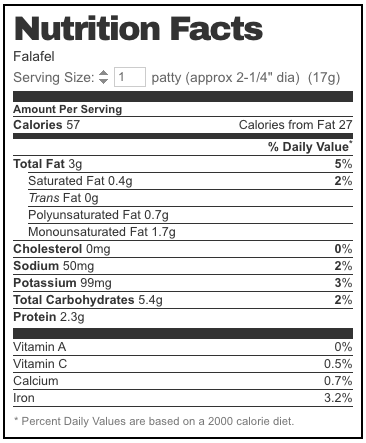 Nutrition Facts
Falafel
Serving Size: 1 patty (approx 2-1/4" dia) (17g)
Amount Per Serving
Calories 57 Calories from Fat 27
% Daily Value*
Total Fat 3g 5%
Saturated Fat 0.4g 2%
Trans Fat 0g
Polyunsaturated Fat 0.7g
Monounsaturated Fat 1.7g
Cholesterol 0mg 0%
Sodium 50mg 2%
Potassium 99mg 3%
Total Carbohydrates 5.4g 2%
Protein 2.3g
Vitamin A 0%
Vitamin C 0.5%
Calcium 0.7%
Iron 3.2%
* Percent Daily Values are based on a 2000 calorie diet.